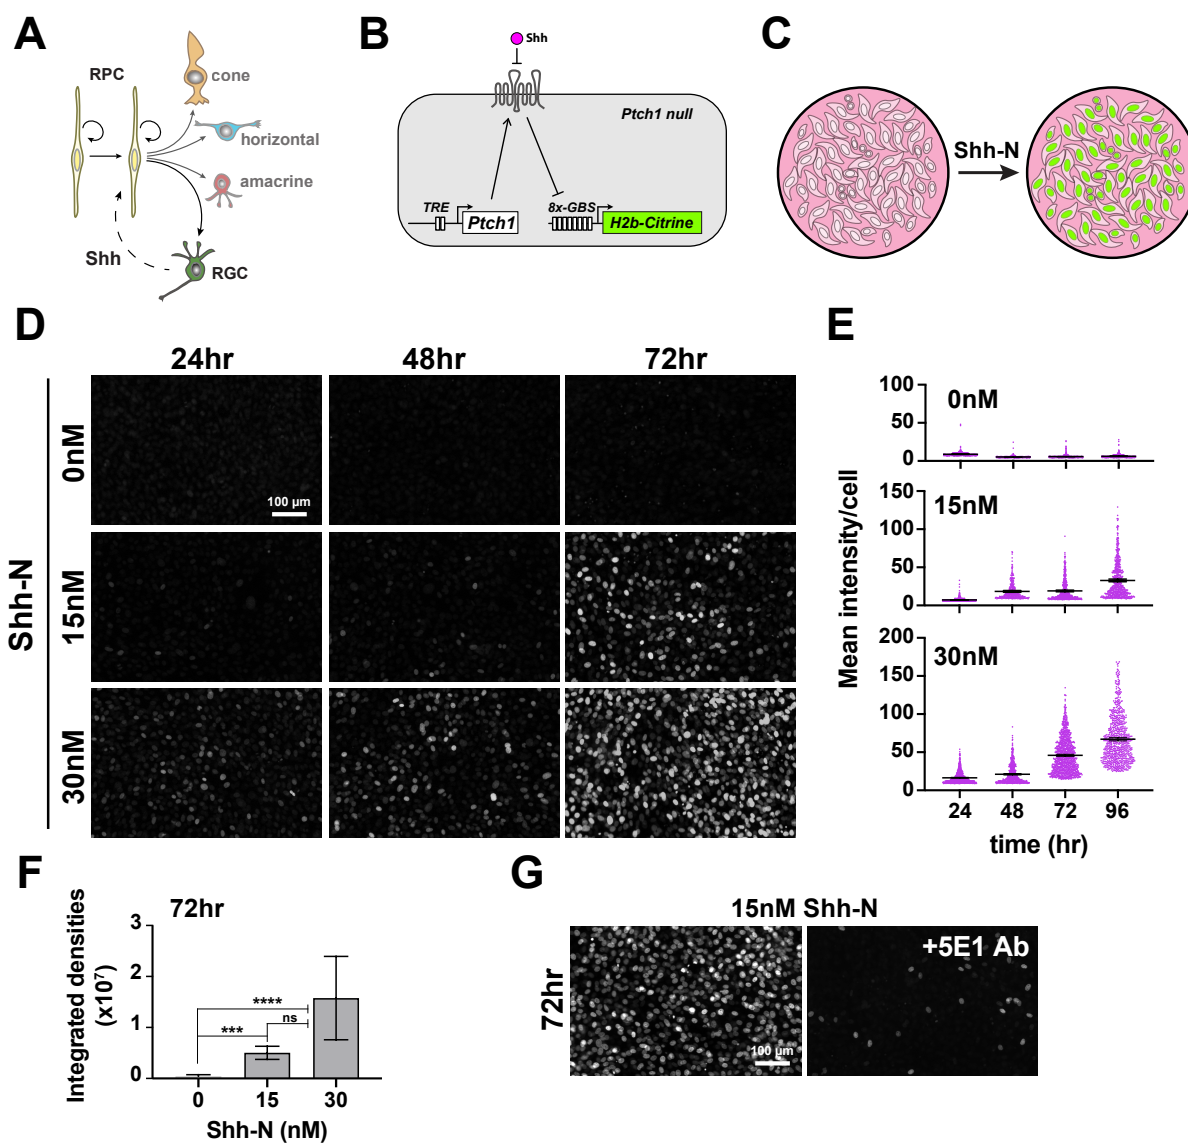 A
RPC
cone
horizontal
amacrine
Shh
RGC
B
Shh
Ptch1 null
TRE
Ptch1
8x-GBS
H2b-Citrine
C
Shh-N
D
24hr
48hr
72hr
Shh-N
0nM
100 µm
15nM
30nM
E
Mean intensity/cell
100
50
0
0nM
150
100
50
0
15nM
200
150
100
50
0
30nM
24
48
72
96
time (hr)
F
72hr
Integrated densities
(x10⁷)
3
2
1
0
****
***
ns
0
15
30
Shh-N (nM)
G
15nM Shh-N
72hr
100 µm
+5E1 Ab